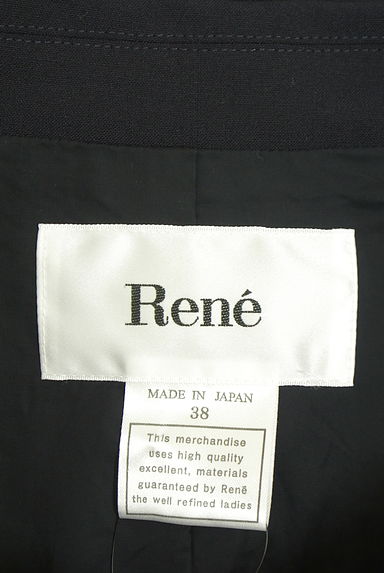 René
MADE IN JAPAN
38
This merchandise
uses high quality
excellent, materials
guaranteed by René
the well refined ladies